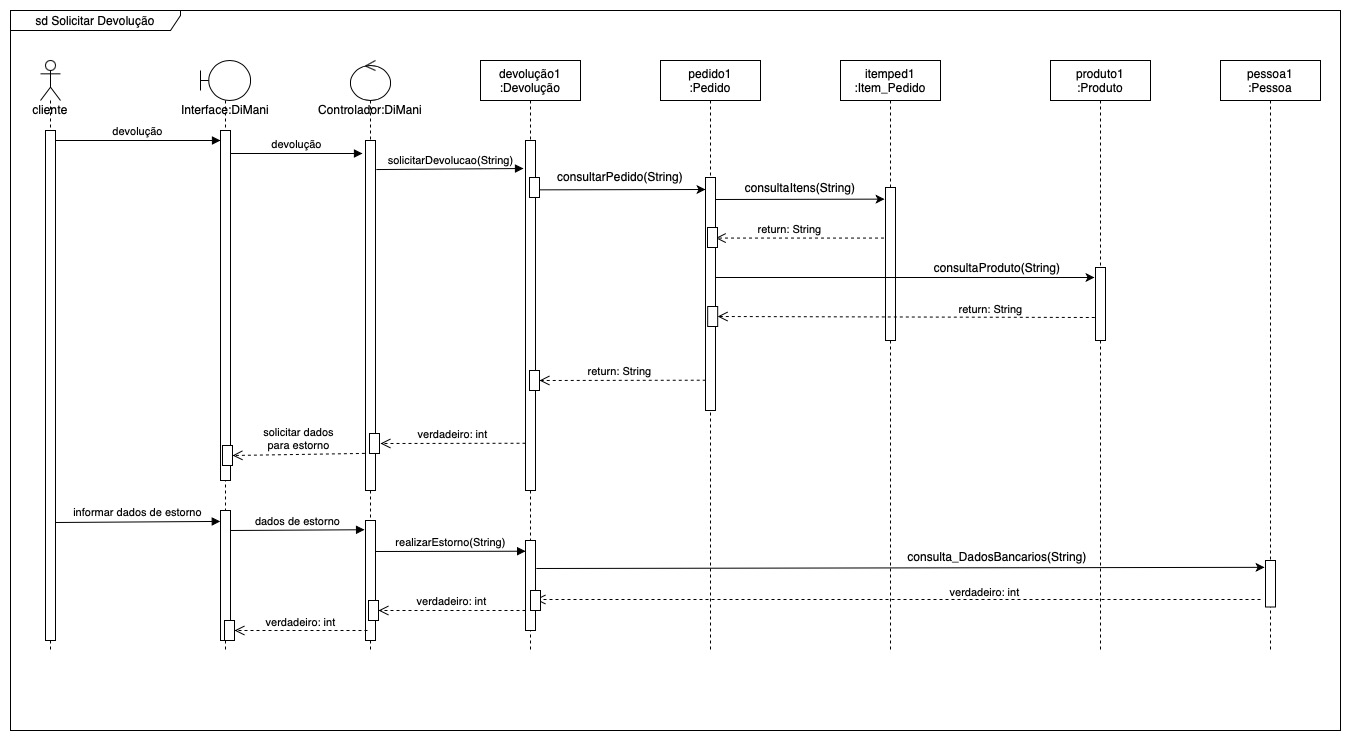 sd Solicitar Devolução
cliente
Interface:DiMani
Controlador:DiMani
devolução1
:Devolução
pedido1
:Pedido
itemped1
:Item_Pedido
produto1
:Produto
pessoa1
:Pessoa
devolução
devolução
solicitarDevolucao(String)
consultarPedido(String)
consultaItens(String)
return: String
consultaProduto(String)
return: String
return: String
verdadeiro: int
solicitar dados
para estorno
informar dados de estorno
dados de estorno
realizarEstorno(String)
consulta_DadosBancarios(String)
verdadeiro: int
verdadeiro: int
verdadeiro: int